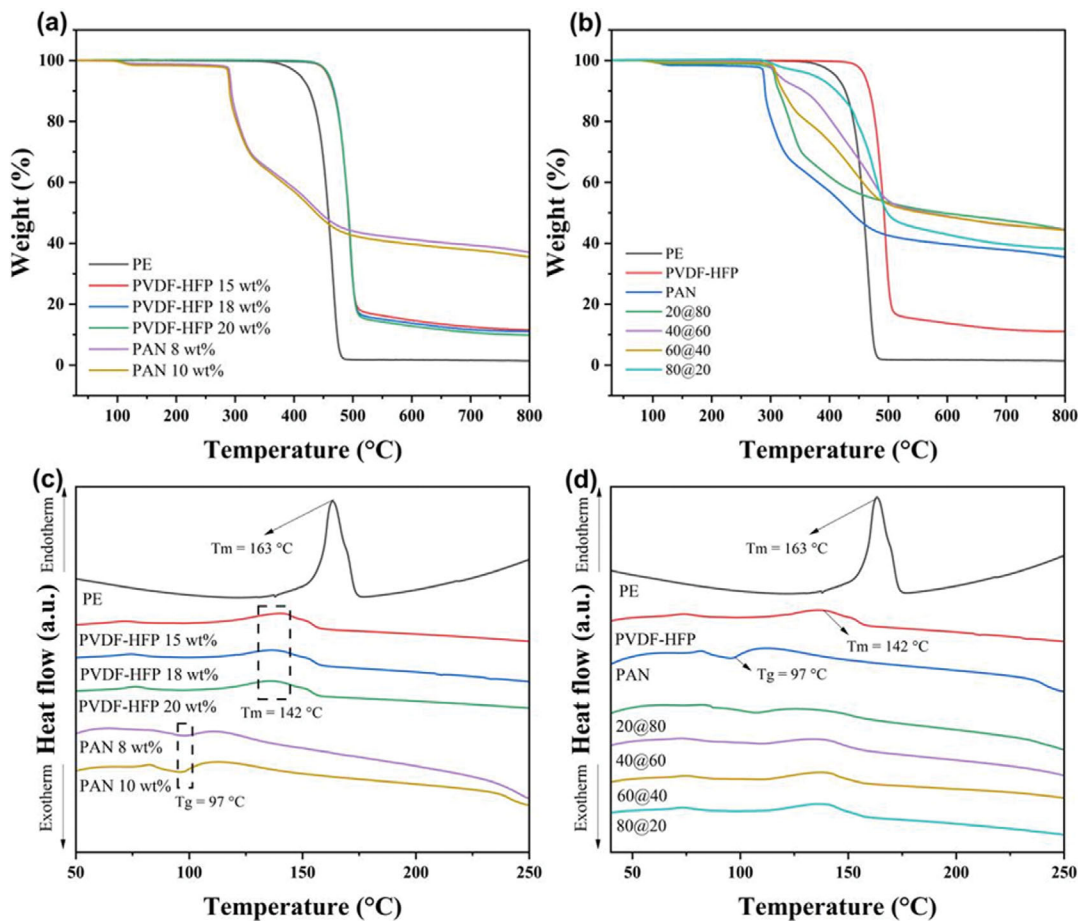 (a)
100
80
60
40
20
0
Weight (%)
PE
PVDF-HFP 15 wt%
PVDF-HFP 18 wt%
PVDF-HFP 20 wt%
PAN 8 wt%
PAN 10 wt%
100 200 300 400 500 600 700 800
Temperature (°C)
(b)
100
80
60
40
20
0
Weight (%)
PE
PVDF-HFP
PAN
20@80
40@60
60@40
80@20
100 200 300 400 500 600 700 800
Temperature (°C)
(c)
Endotherm
Heat flow (a.u.)
Exotherm
Tm = 163 °C
PE
PVDF-HFP 15 wt%
PVDF-HFP 18 wt%
PVDF-HFP 20 wt%
Tm = 142 °C
PAN 8 wt%
PAN 10 wt%
Tg = 97 °C
50 100 150 200 250
Temperature (°C)
(d)
Endotherm
Heat flow (a.u.)
Exotherm
Tm = 163 °C
PE
PVDF-HFP
Tm = 142 °C
PAN
Tg = 97 °C
20@80
40@60
60@40
80@20
50 100 150 200 250
Temperature (°C)